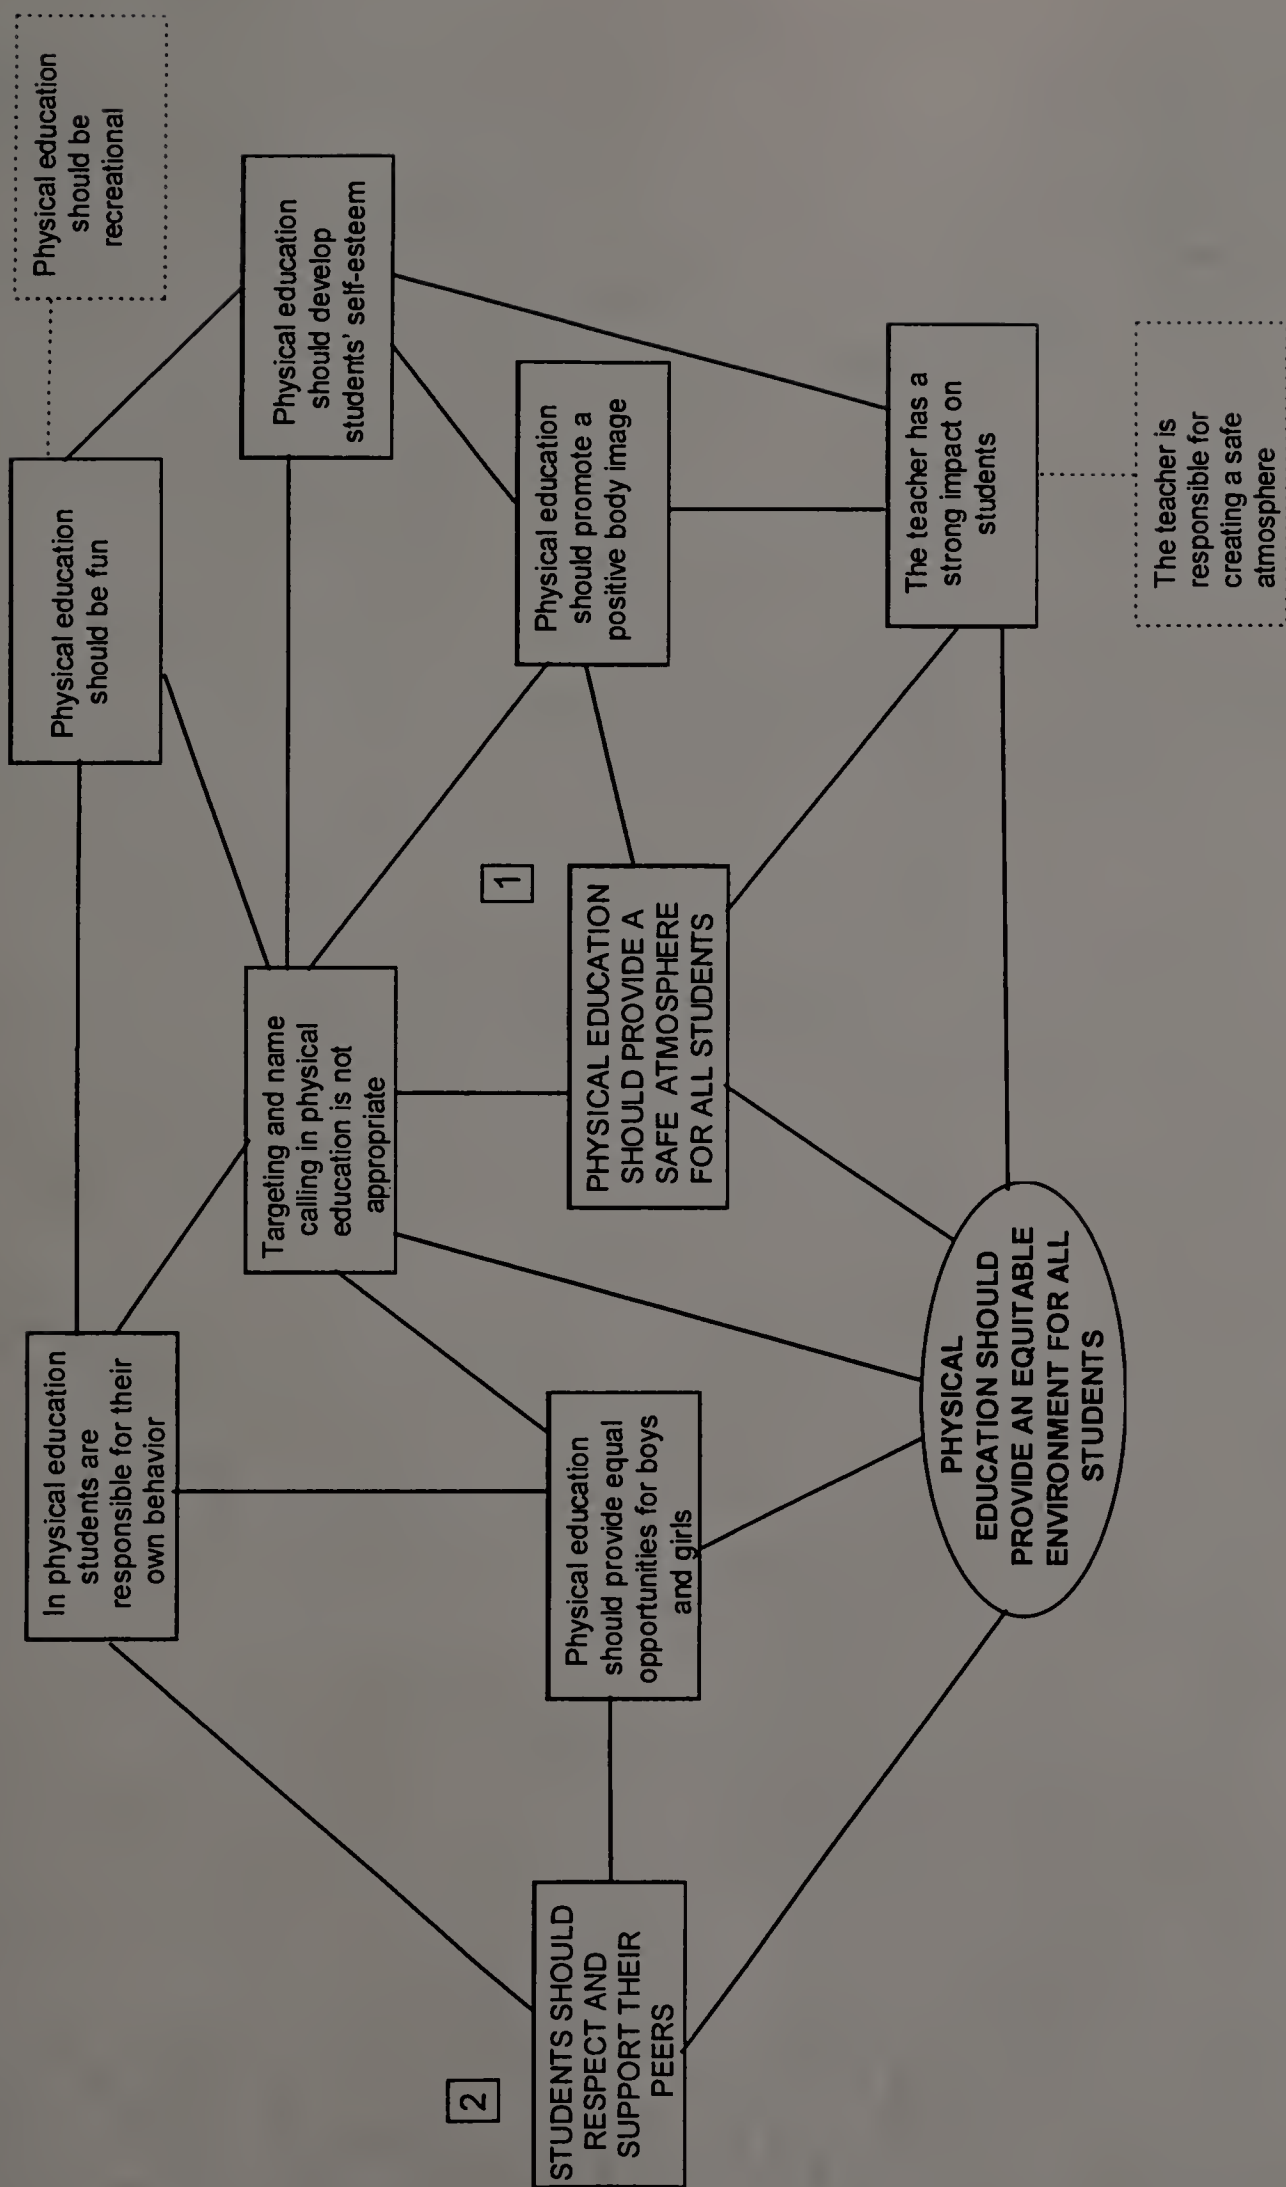 In physical education
students are
responsible for their
own behavior
Physical education
should be fun
Physical education
should be
recreational
Targeting and name
calling in physical
education is not
appropriate
Physical education
should develop
students' self-esteem
2
STUDENTS SHOULD
RESPECT AND
SUPPORT THEIR
PEERS
Physical education
should provide equal
opportunities for boys
and girls
1
PHYSICAL EDUCATION
SHOULD PROVIDE A
SAFE ATMOSPHERE
FOR ALL STUDENTS
Physical education
should promote a
positive body image
PHYSICAL
EDUCATION SHOULD
PROVIDE AN EQUITABLE
ENVIRONMENT FOR ALL
STUDENTS
The teacher has a
strong impact on
students
The teacher is
responsible for
creating a safe
atmosphere